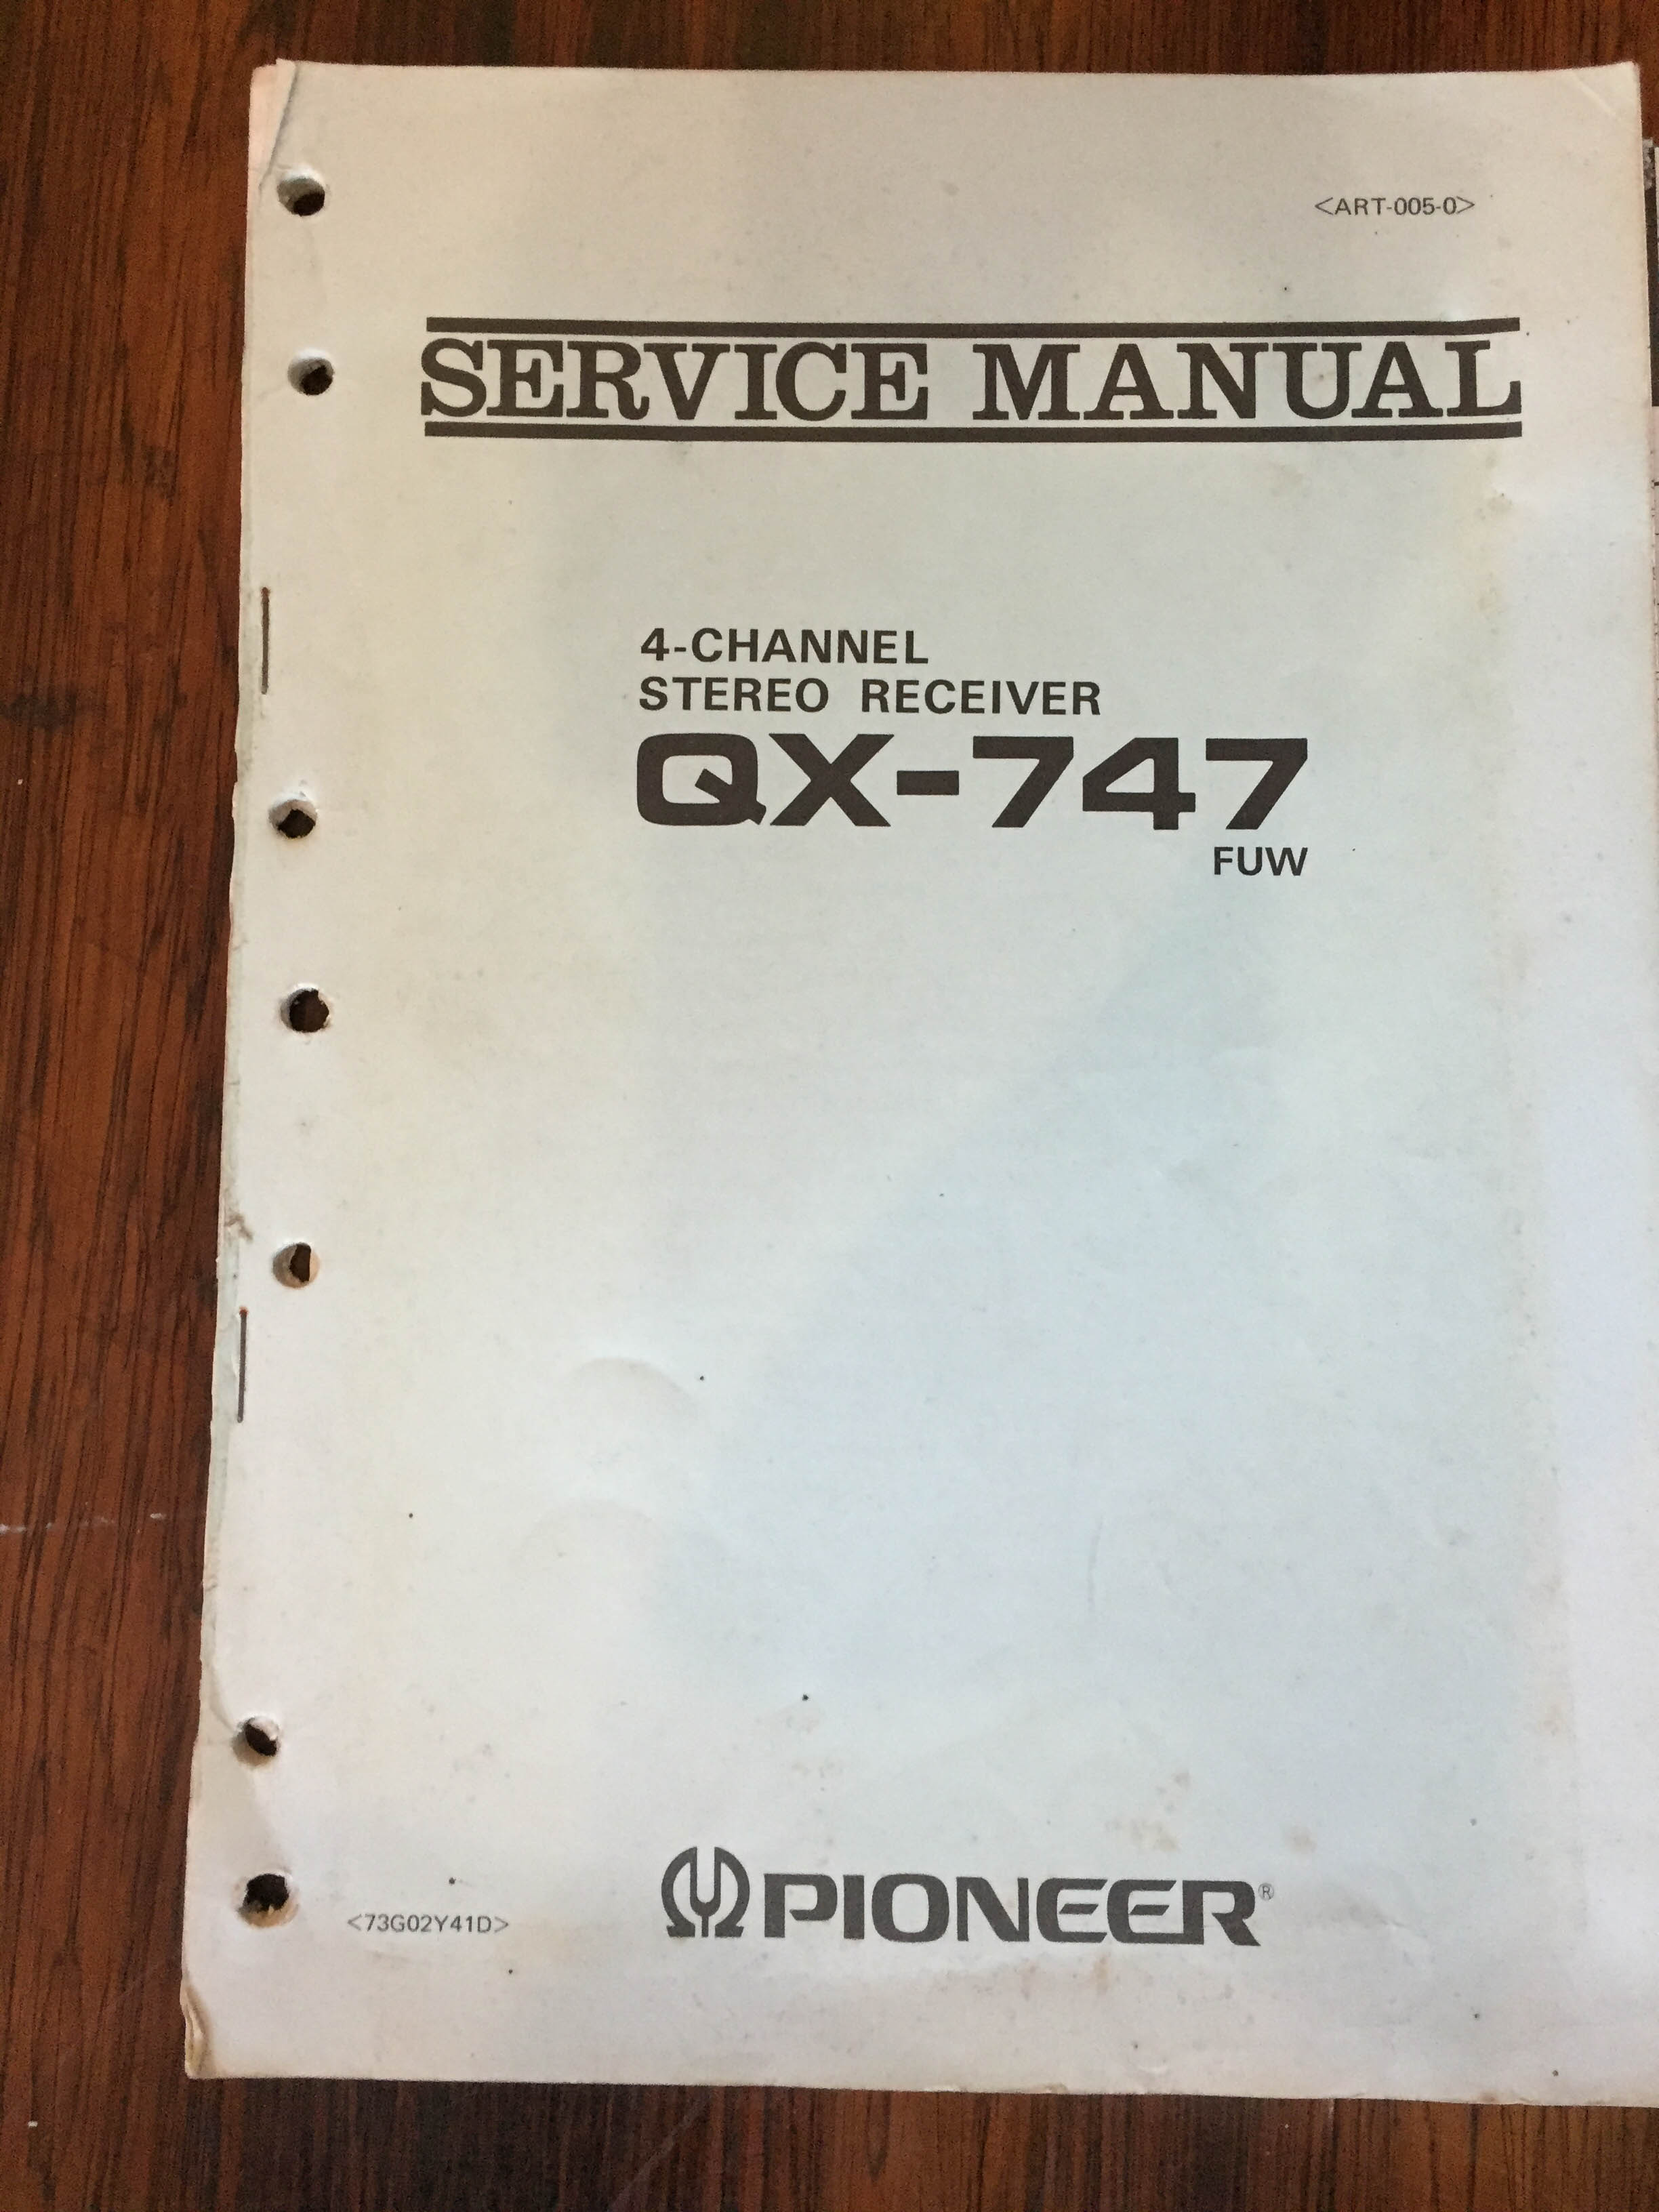 <ART-005-0>
SERVICE MANUAL
4-CHANNEL
STEREO RECEIVER
QX-747
FUW
<73G02Y41D>
PIONEER®